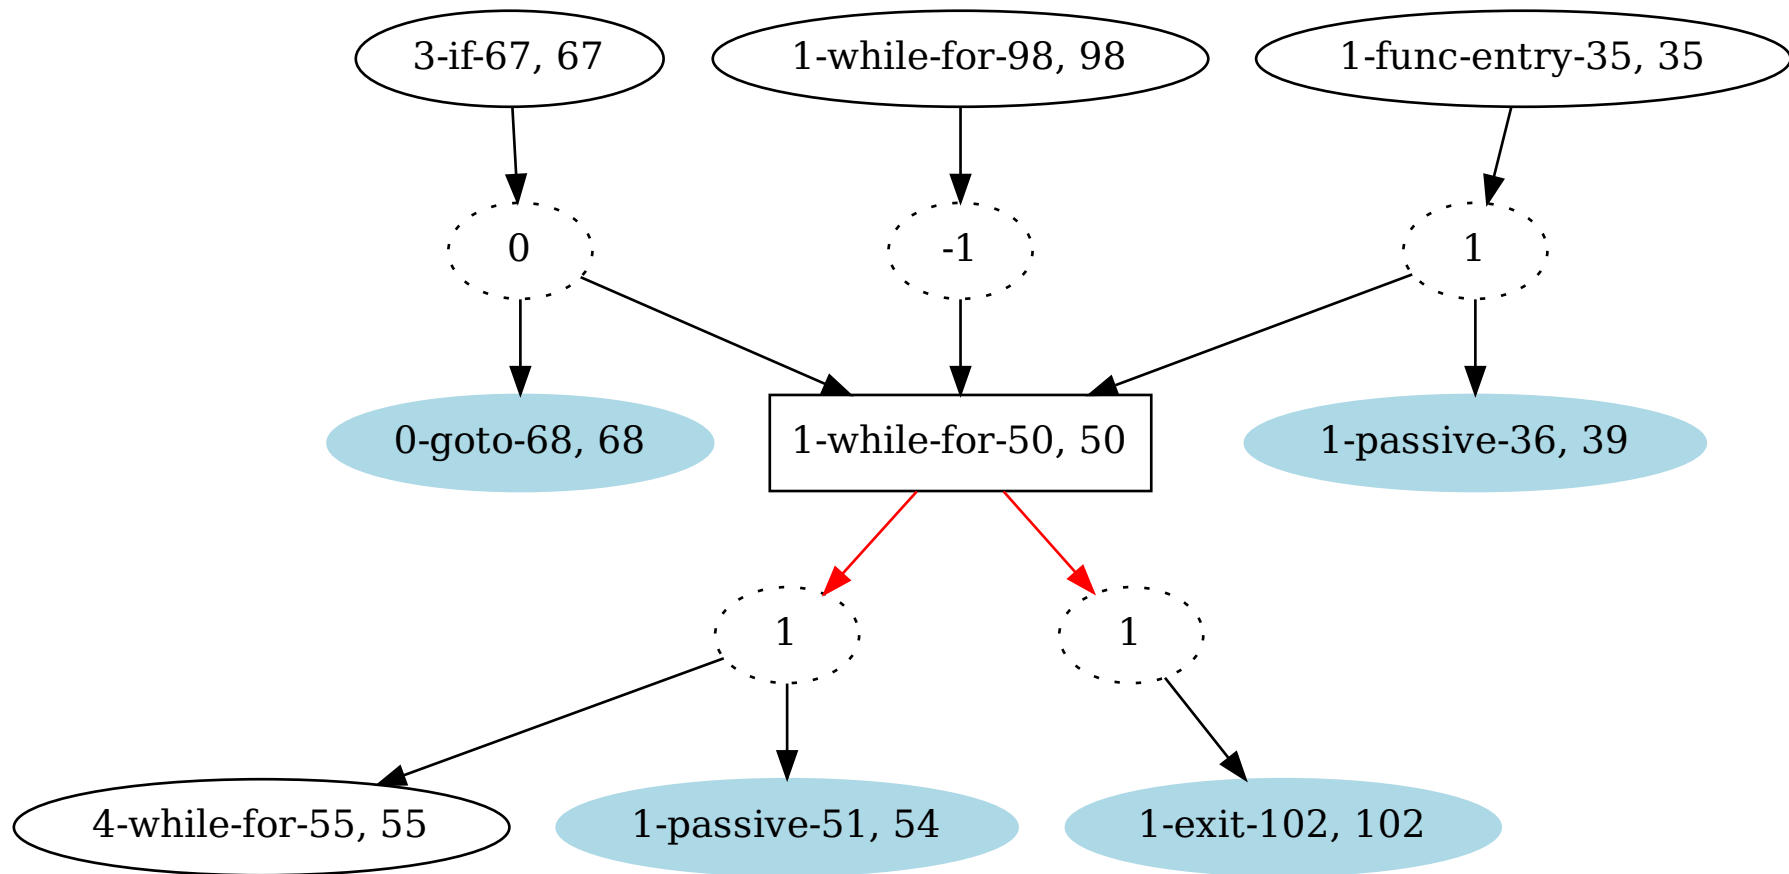 3-if-67, 67
1-while-for-98, 98
1-func-entry-35, 35
0
-1
1
0-goto-68, 68
1-while-for-50, 50
1-passive-36, 39
1
1
4-while-for-55, 55
1-passive-51, 54
1-exit-102, 102